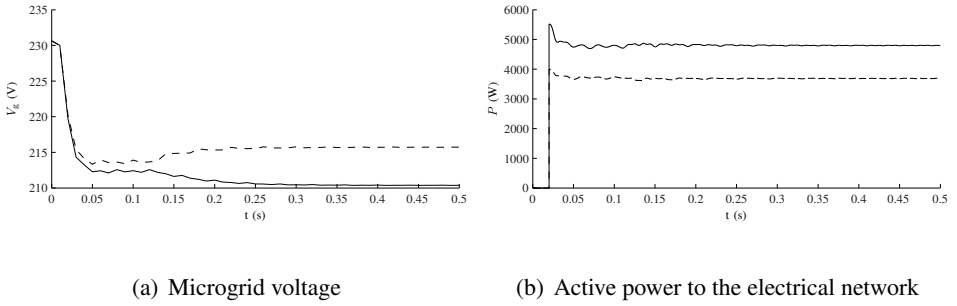 235
230
225
220
215
210
V_g (V)
0 0.05 0.1 0.15 0.2 0.25 0.3 0.35 0.4 0.45 0.5
t (s)
6000
5000
4000
3000
2000
1000
0
P (W)
0 0.05 0.1 0.15 0.2 0.25 0.3 0.35 0.4 0.45 0.5
t (s)
(a) Microgrid voltage
(b) Active power to the electrical network